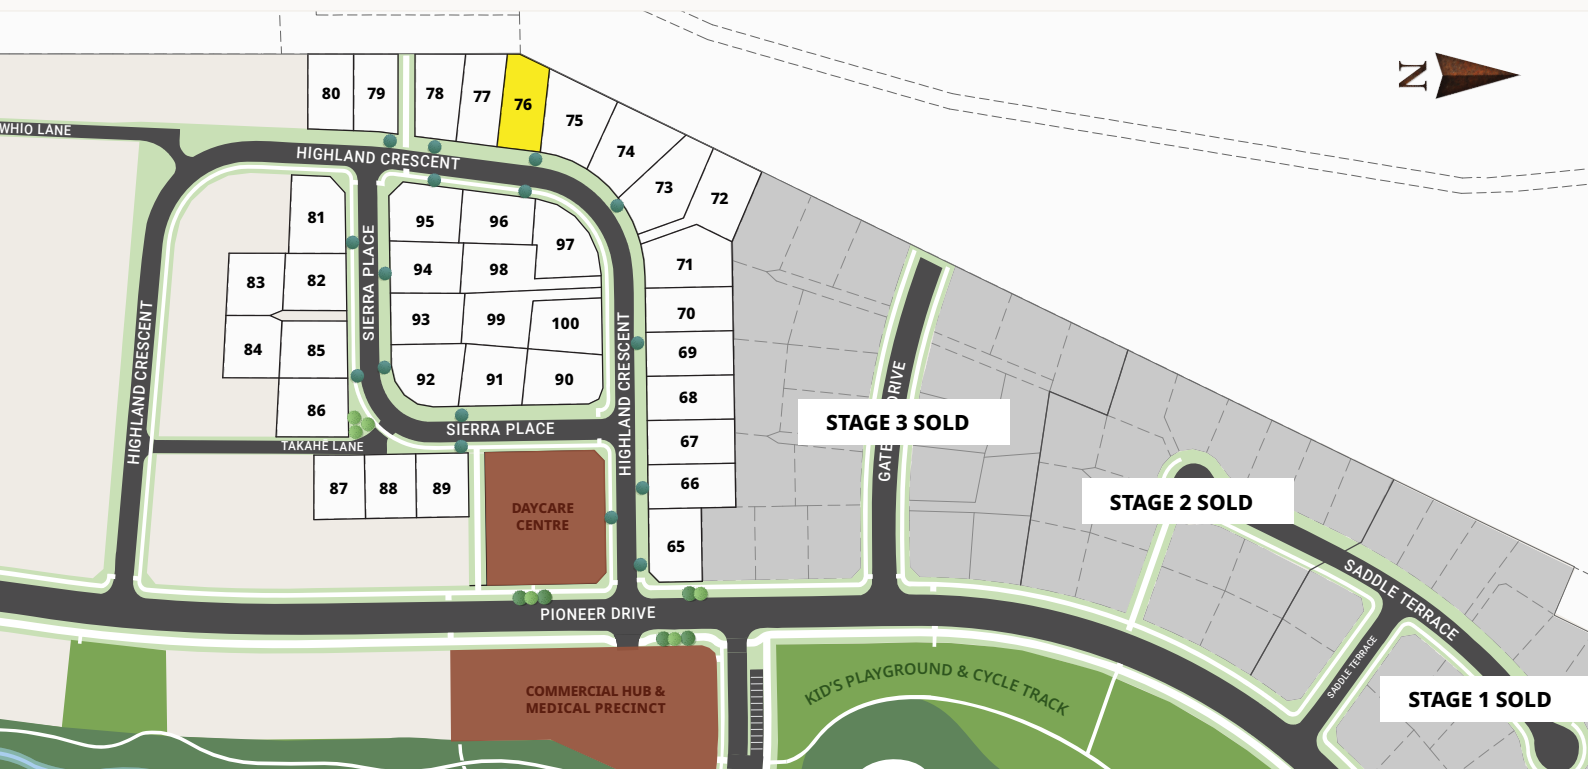 N
80
79
78
77
76
75
74
73
72
WHIO LANE
HIGHLAND CRESCENT
81
95
96
97
SIERRA PLACE
83
82
94
98
71
93
99
100
70
84
85
92
91
90
69
HIGHLAND CRESCENT
HIGHLAND CRESCENT
86
68
TAKAHE LANE
SIERRA PLACE
67
66
87
88
89
DAYCARE
CENTRE
65
STAGE 3 SOLD
GATE
DRIVE
STAGE 2 SOLD
SADDLE TERRACE
SADDLE TERRACE
STAGE 1 SOLD
PIONEER DRIVE
COMMERCIAL HUB &
MEDICAL PRECINCT
KID'S PLAYGROUND & CYCLE TRACK